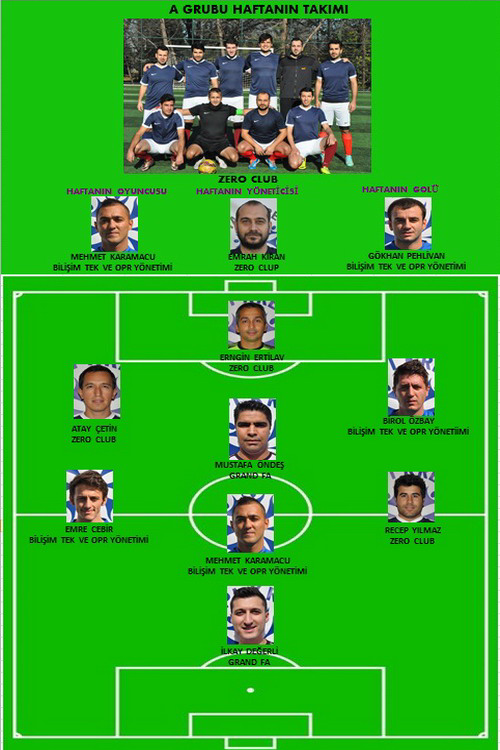 A GRUBU HAFTANIN TAKIMI
ZERO CLUB
HAFTANIN OYUNCUSU HAFTANIN YÖNETİCİSİ HAFTANIN GOLÜ
MEHMET KARAMACU
BİLİŞİM TEK VE OPR YÖNETİMİ
EMRAH KIRAN
ZERO CLUP
GÖKHAN PEHLİVAN
BİLİŞİM TEK VE OPR YÖNETİMİ
ERNGİN ERTİLAV
ZERO CLUB
ATAY ÇETİN
ZERO CLUB
BİROL ÖZBAY
BİLİŞİM TEK VE OPR YÖNETİİMİ
MUSTAFA ÖNDEŞ
GRAND FA
EMRE CEBİR
BİLİŞİM TEK VE OPR YÖNETİMİ
RECEP YILMAZ
ZERO CLUB
MEHMET KARAMACU
BİLİŞİM TEK VE OPR YÖNETİMİ
İLKAY DEĞERLİ
GRAND FA